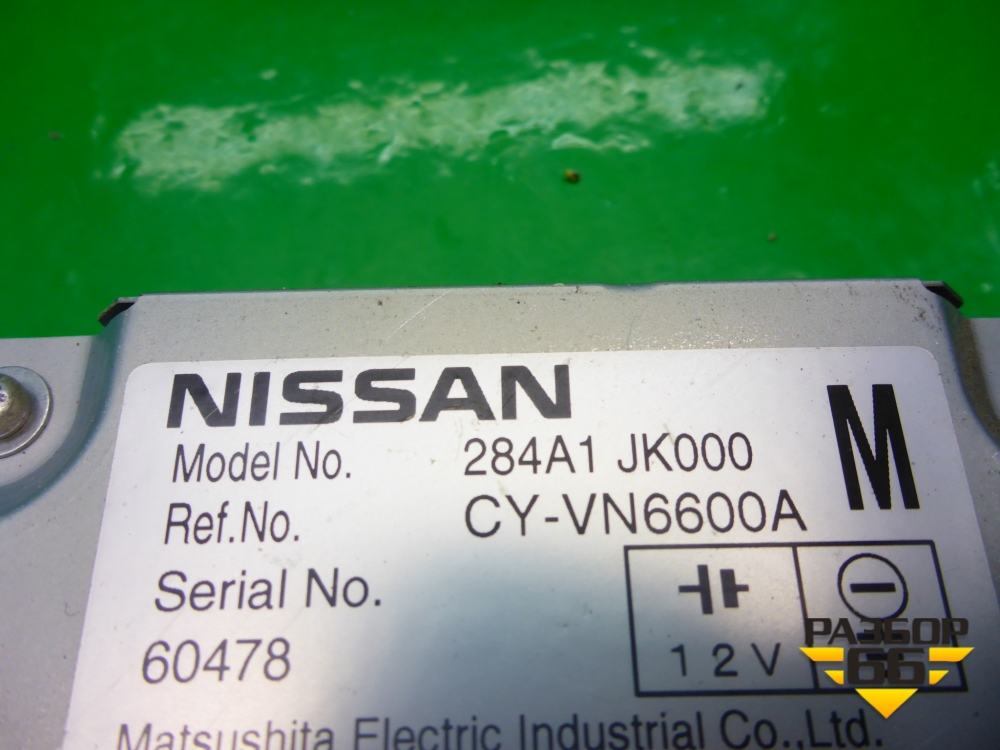 NISSAN
Model No. 284A1 JK000
M
Ref.No. CY-VN6600A
Serial No.
60478
12V
Matsushita Electric Industrial Co.,Ltd.
РАЗБОР
66